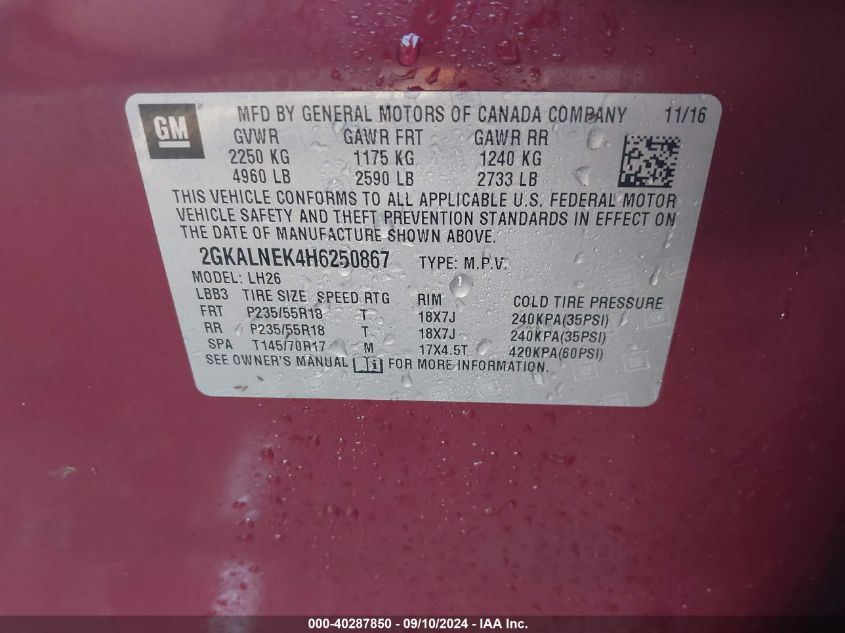 GM MFD BY GENERAL MOTORS OF CANADA COMPANY 11/16
GVWR GAWR FRT GAWR RR
2250 KG 1175 KG 1240 KG
4960 LB 2590 LB 2733 LB
THIS VEHICLE CONFORMS TO ALL APPLICABLE U.S. FEDERAL MOTOR
VEHICLE SAFETY AND THEFT PREVENTION STANDARDS IN EFFECT ON
THE DATE OF MANUFACTURE SHOWN ABOVE.
2GKALNEK4H6250867 TYPE: M.P.V.
MODEL: LH26
LBB3 TIRE SIZE SPEED RTG RIM COLD TIRE PRESSURE
FRT P235/55R18 T 18X7J 240KPA(35PSI)
RR P235/55R18 T 18X7J 240KPA(35PSI)
SPA T145/70R17 M 17X4.5T 420KPA(60PSI)
SEE OWNER'S MANUAL i FOR MORE INFORMATION.
000-40287850 - 09/10/2024 - IAA Inc.